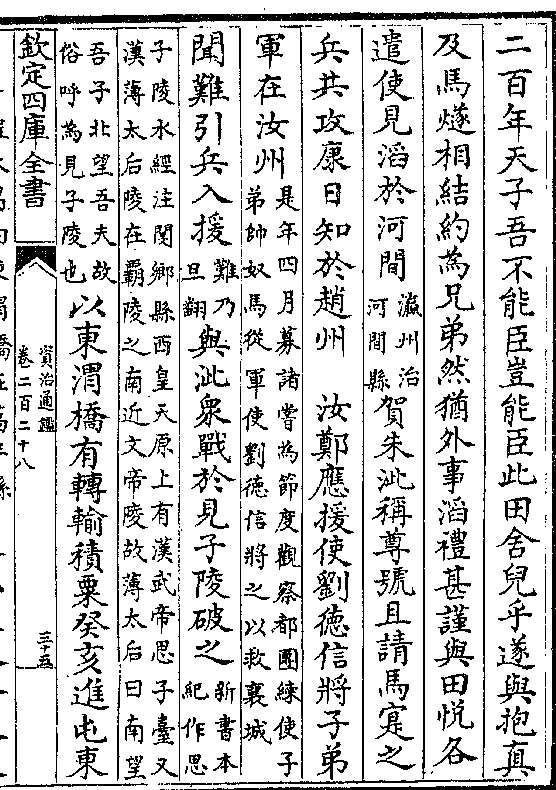 二百年天子吾不能臣豈能臣此田舍兒乎遂與抱真
及馬燧相結約為兄弟然猶外事滔禮甚謹與田悅各
遣使見滔於河間瀛州治河間縣賀朱泚稱尊號且請馬寔之
兵共攻康日知於趙州　汝鄭應援使劉德信將子弟
軍在汝州是年四月募諸嘗為節度觀察都團練使子弟帥奴馬從軍使劉德信將之以救襄城
聞難引兵入援難乃旦翻與泚衆戰於見子陵破之新書本紀作思
子陵水經注閿鄉縣西皇天原上有漢武帝思子臺又
漢薄太后陵在霸陵之南近文帝陵故薄太后曰南望
吾子北望吾夫故俗呼為見子陵也以東渭橋有轉輸積粟癸亥進屯東
欽定四庫全書
資治通鑑
卷二百二十八
三十五